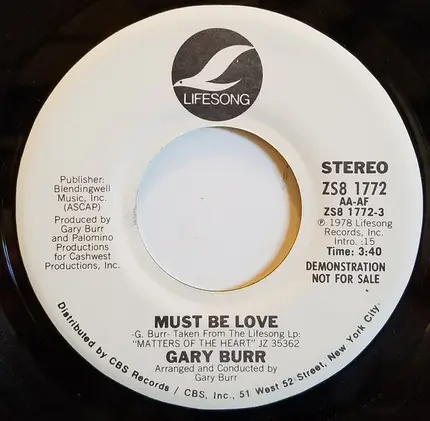 LIFESONG
Publisher:
Blendingwell
Music, Inc.
(ASCAP)
Produced by
Gary Burr
and Palomino
Productions
for Cashwest
Productions, Inc.
STEREO
ZS8 1772
AA-AF
ZS8 1772-3
℗ 1978 Lifesong
Records, Inc.
Intro. :15
Time: 3:40
DEMONSTRATION
NOT FOR SALE
MUST BE LOVE
-G. Burr- Taken From The Lifesong Lp:
"MATTERS OF THE HEART" JZ 35362
GARY BURR
Arranged and Conducted by
Gary Burr
Distributed by CBS Records / CBS, Inc., 51 West 52 Street, New York City.